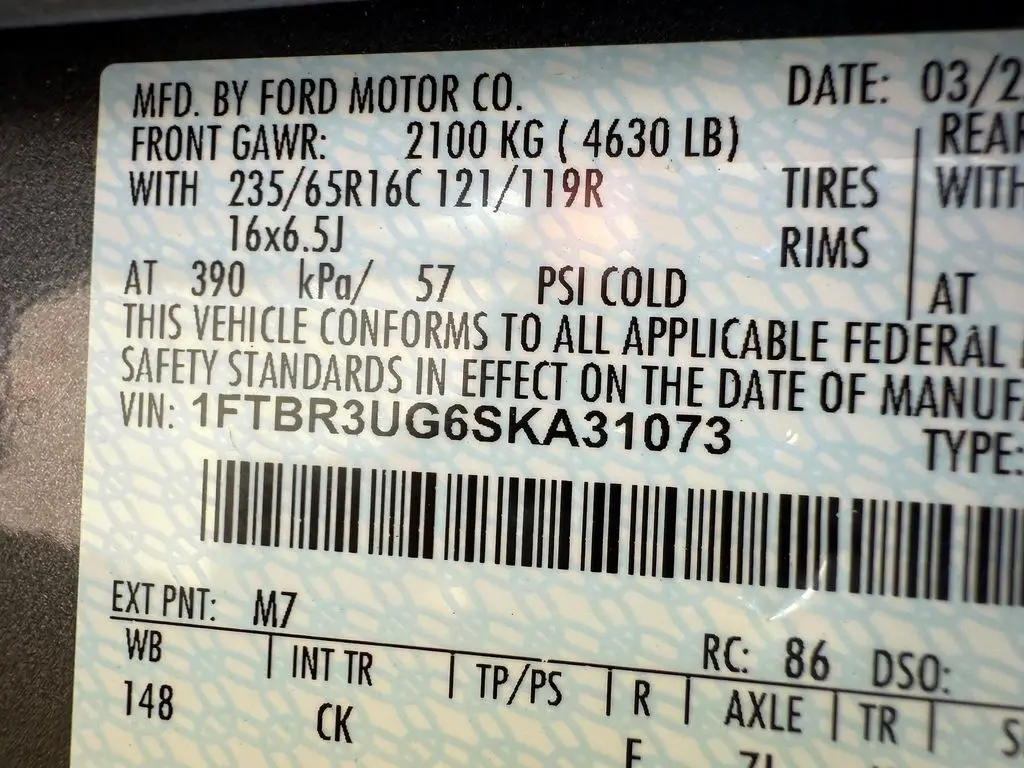 MFD. BY FORD MOTOR CO. DATE: 03/2
FRONT GAWR: 2100 KG ( 4630 LB) REAR
WITH 235/65R16C 121/119R TIRES WITH
16x6.5J RIMS
AT 390 kPa/ 57 PSI COLD AT
THIS VEHICLE CONFORMS TO ALL APPLICABLE FEDERAL
SAFETY STANDARDS IN EFFECT ON THE DATE OF MANUFA
VIN: 1FTBR3UG6SKA31073 TYPE:
EXT PNT: M7 RC: 86 DSO:
WB INT TR TP/PS R AXLE TR S
148 CK